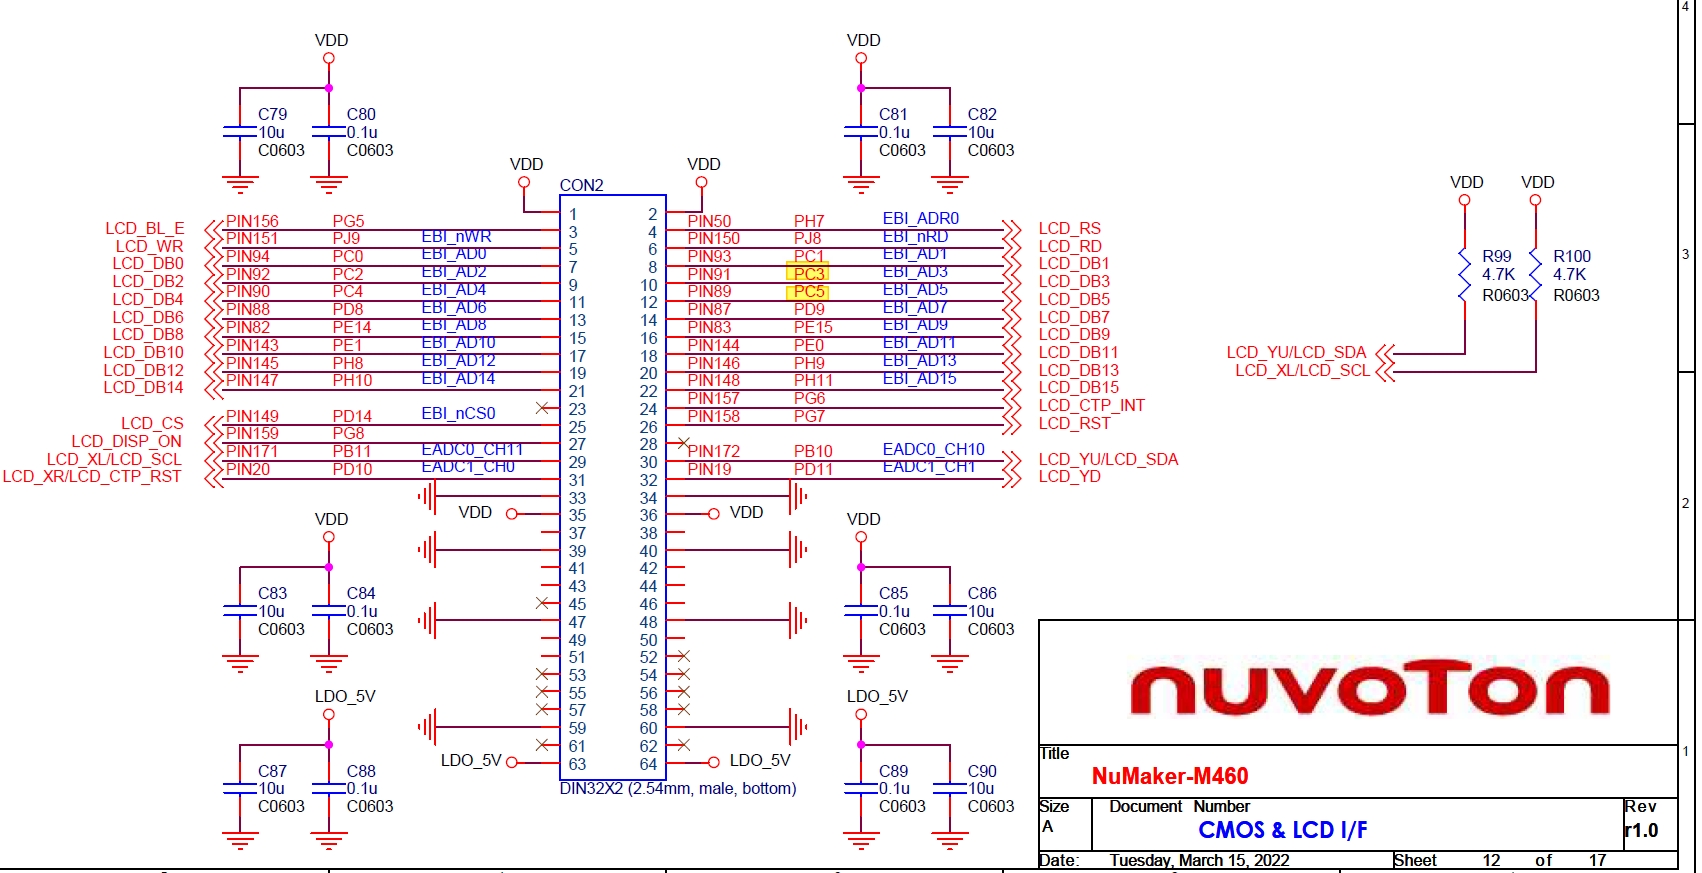 4
VDD
VDD
C79
10u
C0603
C80
0.1u
C0603
C81
0.1u
C0603
C82
10u
C0603
3
VDD
VDD
VDD
VDD
CON2
1 2
LCD_BL_E PIN156 PG5 3 4 PIN50 PH7 EBI_ADR0 LCD_RS
LCD_WR PIN151 PJ9 EBI_nWR 5 6 PIN150 PJ8 EBI_nRD LCD_RD
LCD_DB0 PIN94 PC0 EBI_AD0 7 8 PIN93 PC1 EBI_AD1 LCD_DB1
LCD_DB2 PIN92 PC2 EBI_AD2 9 10 PIN91 PC3 EBI_AD3 LCD_DB3
LCD_DB4 PIN90 PC4 EBI_AD4 11 12 PIN89 PC5 EBI_AD5 LCD_DB5
LCD_DB6 PIN88 PD8 EBI_AD6 13 14 PIN87 PD9 EBI_AD7 LCD_DB7
LCD_DB8 PIN82 PE14 EBI_AD8 15 16 PIN83 PE15 EBI_AD9 LCD_DB9
LCD_DB10 PIN143 PE1 EBI_AD10 17 18 PIN144 PE0 EBI_AD11 LCD_DB11
LCD_DB12 PIN145 PH8 EBI_AD12 19 20 PIN146 PH9 EBI_AD13 LCD_DB13
LCD_DB14 PIN147 PH10 EBI_AD14 21 22 PIN148 PH11 EBI_AD15 LCD_DB15
23 24 PIN157 PG6 LCD_CTP_INT
LCD_CS PIN149 PD14 EBI_nCS0 25 26 PIN158 PG7 LCD_RST
LCD_DISP_ON PIN159 PG8 27 28
LCD_XL/LCD_SCL PIN171 PB11 EADC0_CH11 29 30 PIN172 PB10 EADC0_CH10 LCD_YU/LCD_SDA
LCD_XR/LCD_CTP_RST PIN20 PD10 EADC1_CH0 31 32 PIN19 PD11 EADC1_CH1 LCD_YD
33 34
VDD 35 36 VDD
37 38
39 40
41 42
43 44
45 46
47 48
49 50
51 52
53 54
55 56
57 58
59 60
61 62
LDO_5V 63 64 LDO_5V
DIN32X2 (2.54mm, male, bottom)
R99
4.7K
R0603
R100
4.7K
R0603
LCD_YU/LCD_SDA
LCD_XL/LCD_SCL
VDD
VDD
C83
10u
C0603
C84
0.1u
C0603
C85
0.1u
C0603
C86
10u
C0603
2
LDO_5V
LDO_5V
C87
10u
C0603
C88
0.1u
C0603
C89
0.1u
C0603
C90
10u
C0603
1
nuvoTon
Title
NuMaker-M460
Size
A
Document Number
CMOS & LCD I/F
Rev
r1.0
Date: Tuesday, March 15, 2022 Sheet 12 of 17